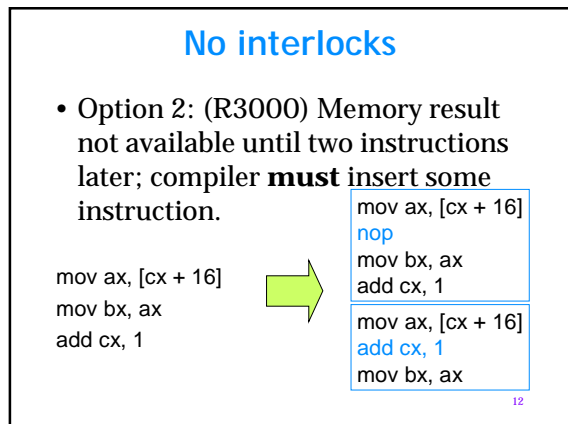 No interlocks
• Option 2: (R3000) Memory result
not available until two instructions
later; compiler must insert some
instruction.
mov ax, [cx + 16]
mov bx, ax
add cx, 1
mov ax, [cx + 16]
nop
mov bx, ax
add cx, 1
mov ax, [cx + 16]
add cx, 1
mov bx, ax
12